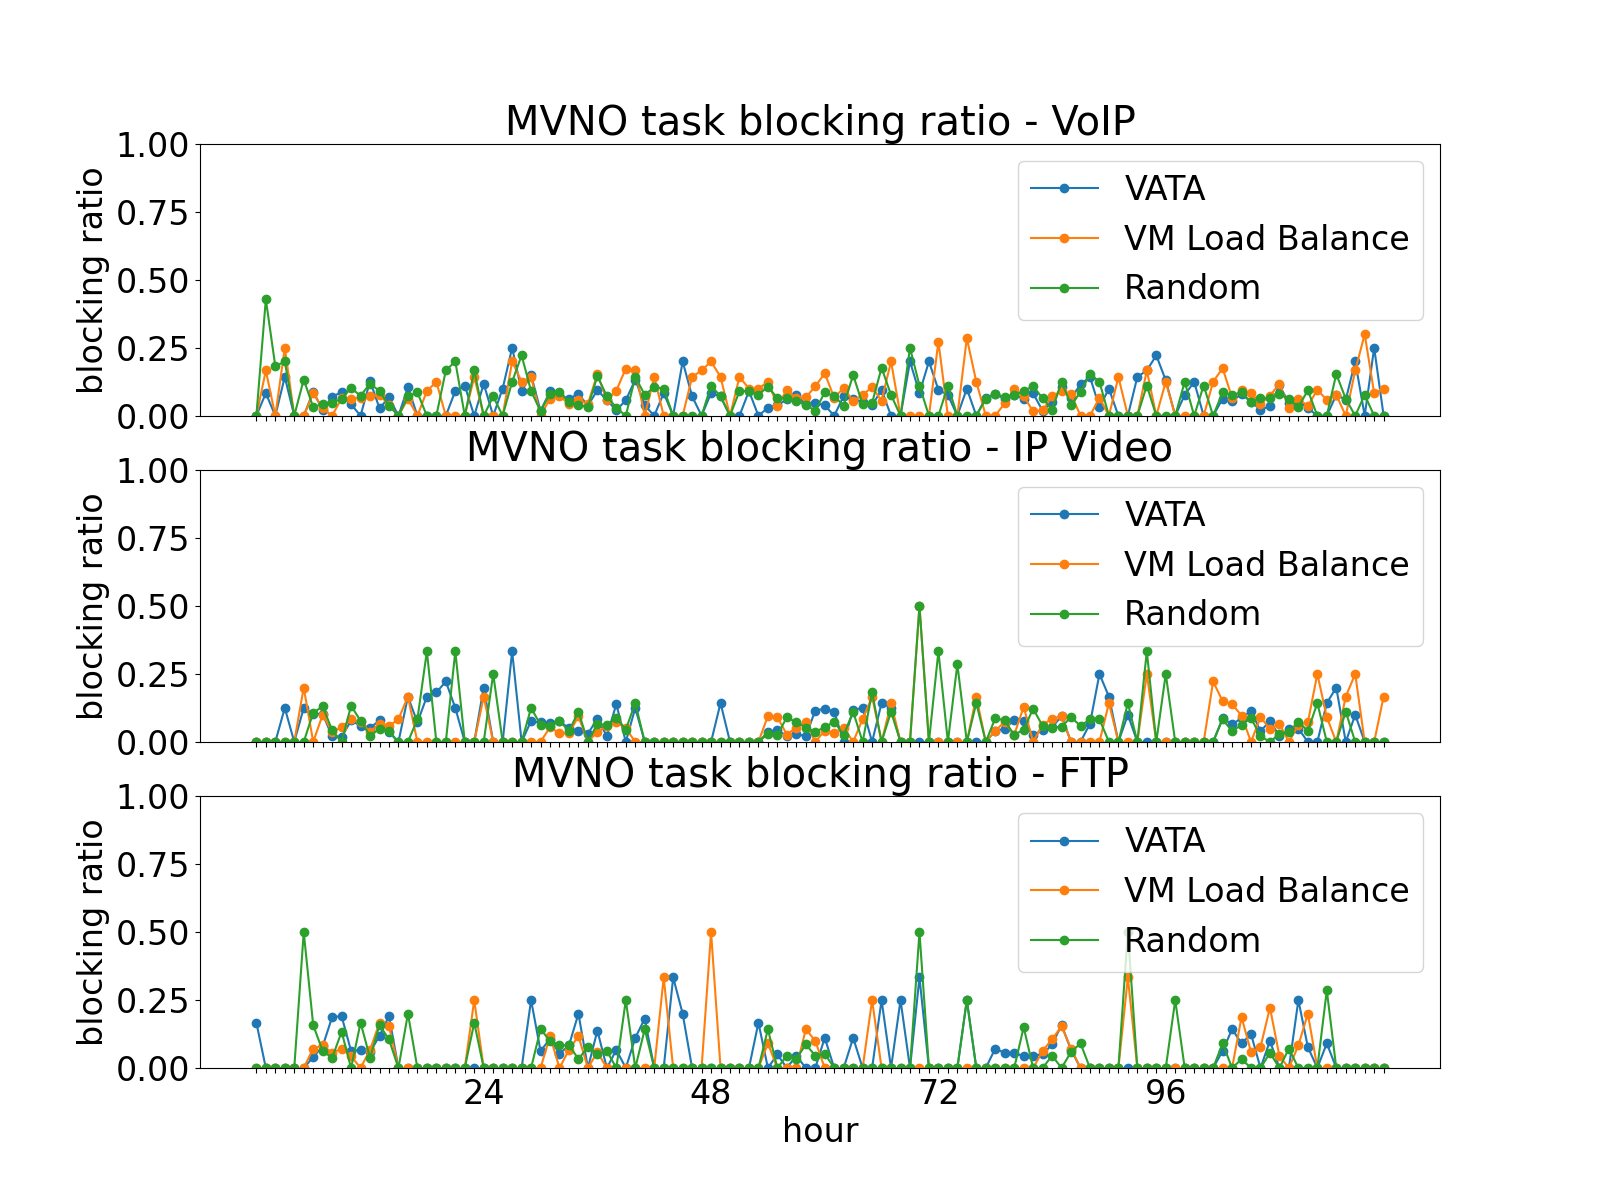 MVNO task blocking ratio - VoIP
1.00
0.75
0.50
0.25
0.00
blocking ratio
VATA
VM Load Balance
Random
MVNO task blocking ratio - IP Video
1.00
0.75
0.50
0.25
0.00
blocking ratio
VATA
VM Load Balance
Random
MVNO task blocking ratio - FTP
1.00
0.75
0.50
0.25
0.00
blocking ratio
VATA
VM Load Balance
Random
24 48 72 96
hour